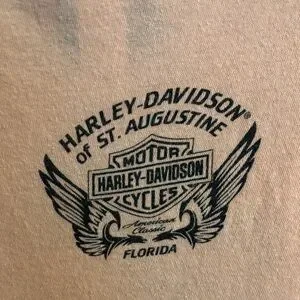 HARLEY-DAVIDSON®
of ST. AUGUSTINE
MOTOR
HARLEY-DAVIDSON
CYCLES
American
Classic
FLORIDA